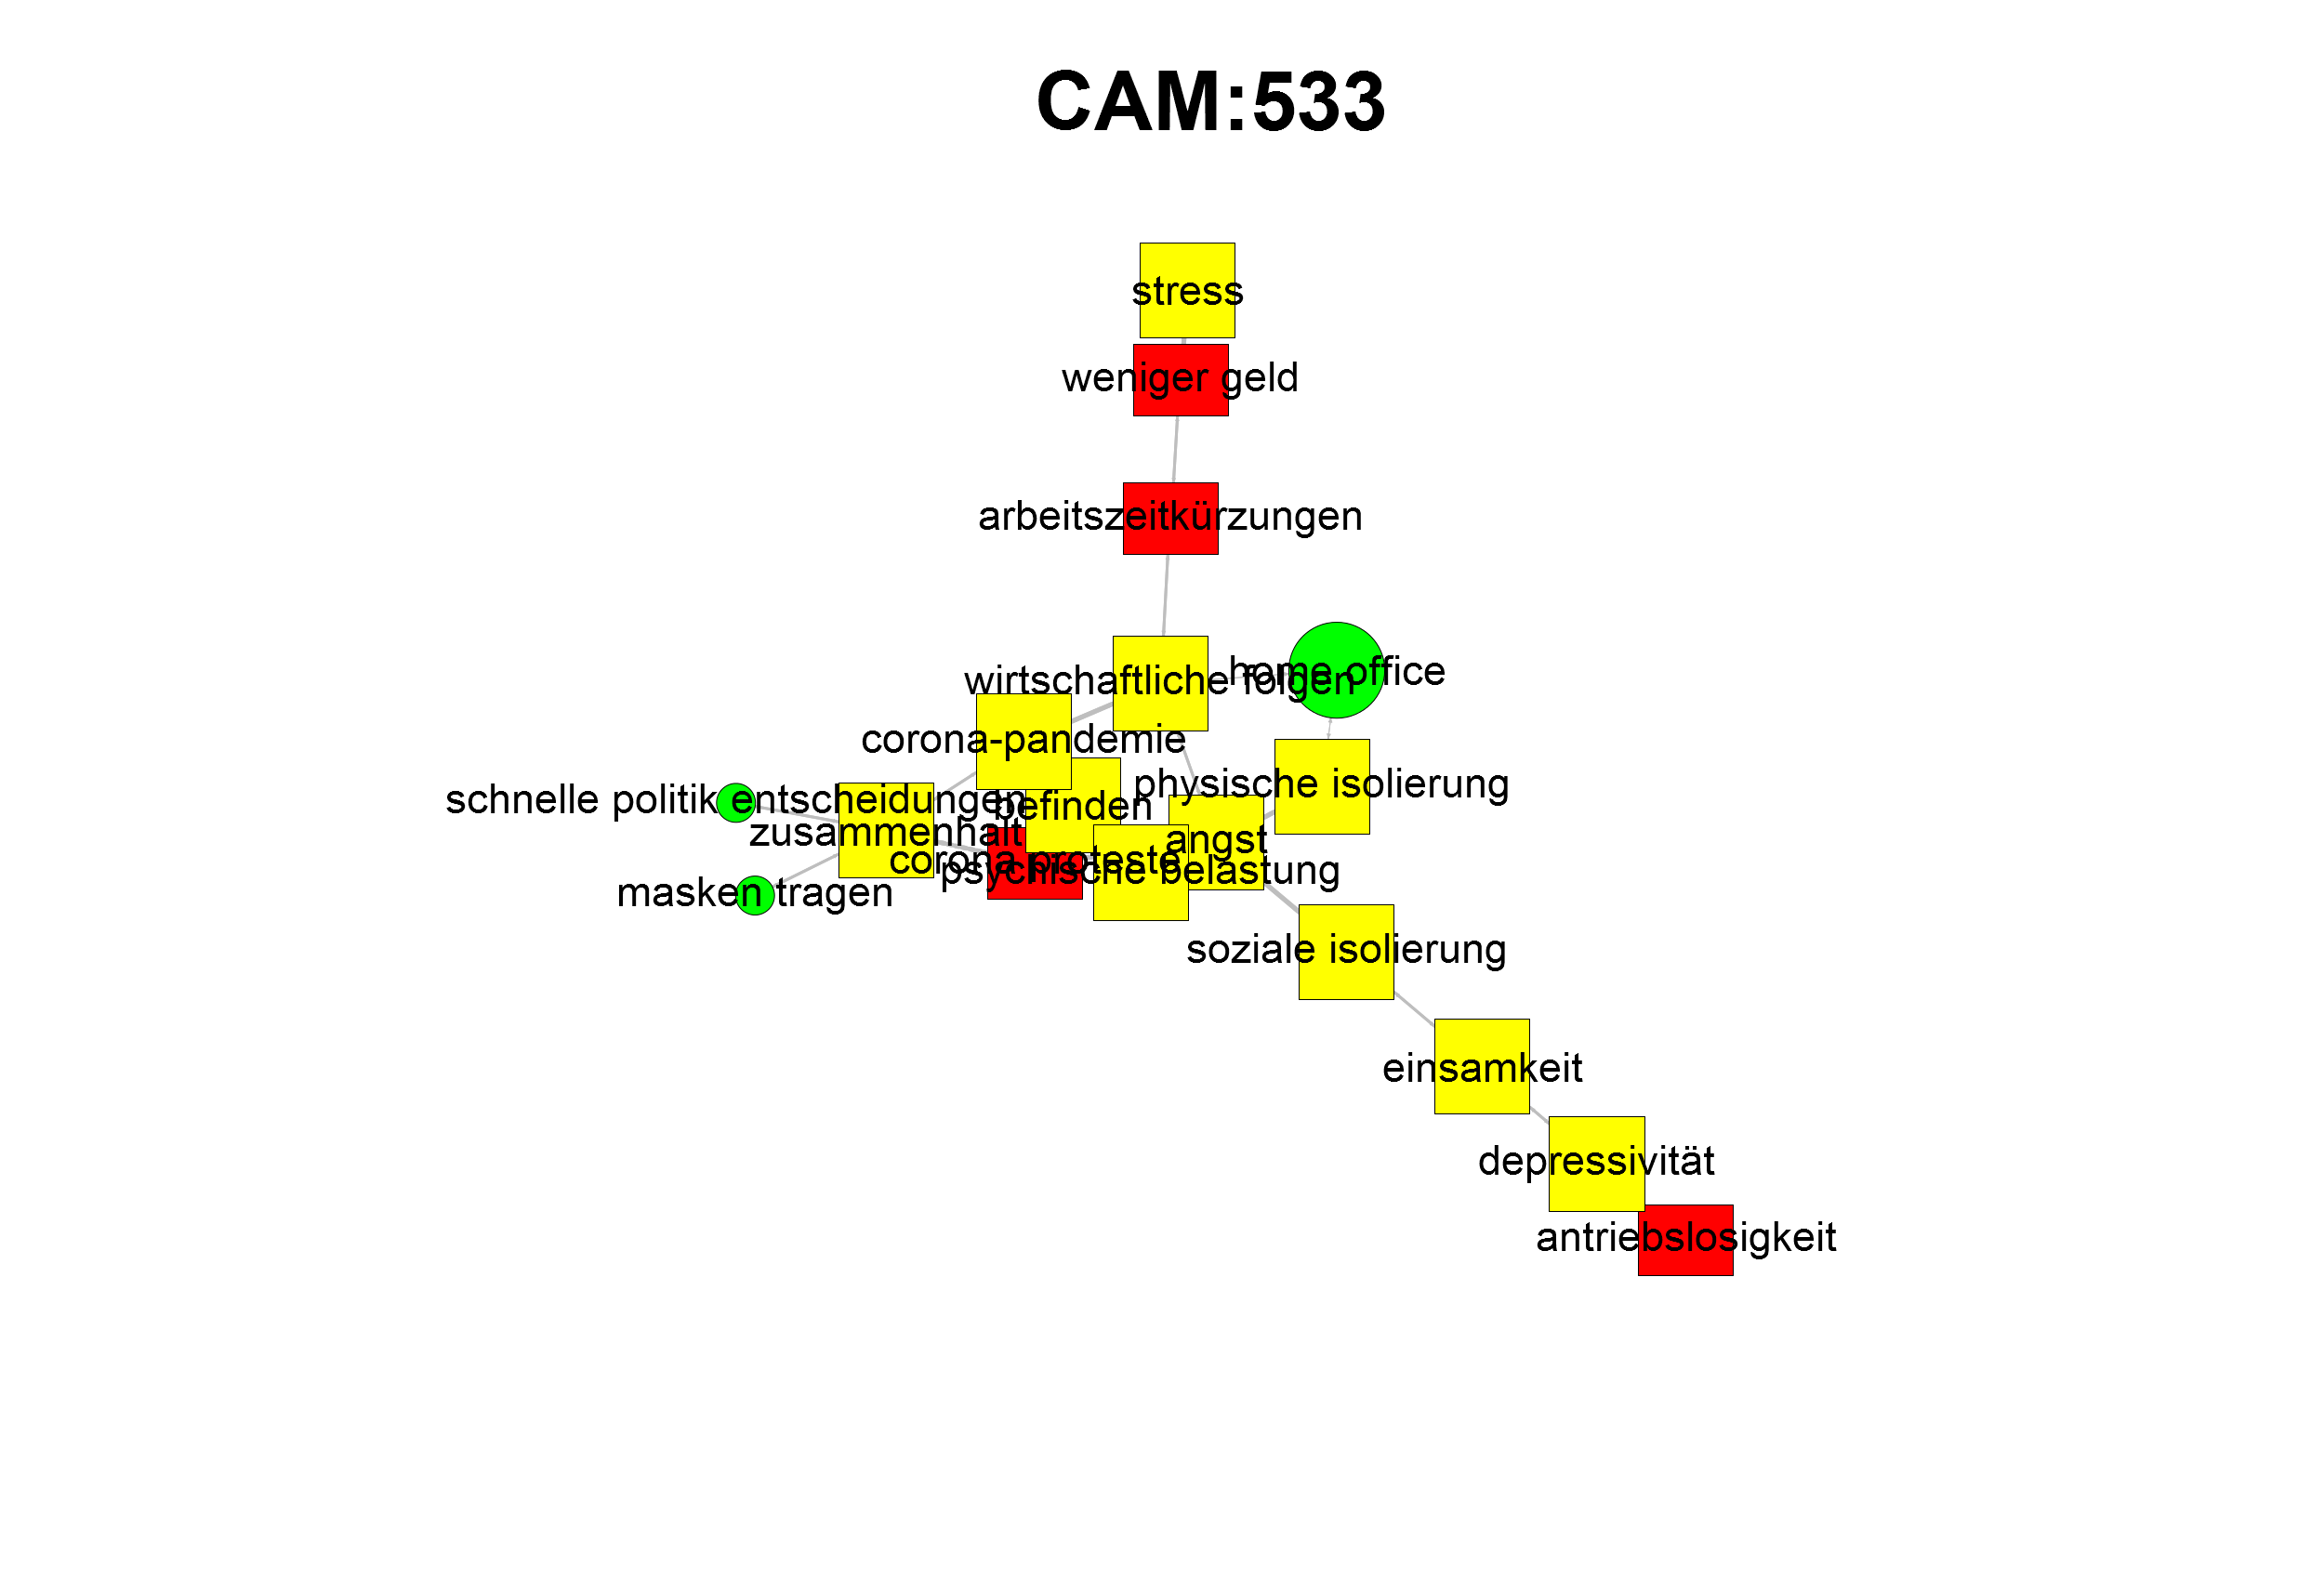 CAM:533
stress
weniger geld
arbeitszeitkürzungen
wirtschaftliche folgen
home office
corona-pandemie
physische isolierung
schnelle politik entscheidungen
befinden
zusammenhalt
angst
corona proteste
psychische belastung
masken tragen
soziale isolierung
einsamkeit
depressivität
antriebslosigkeit